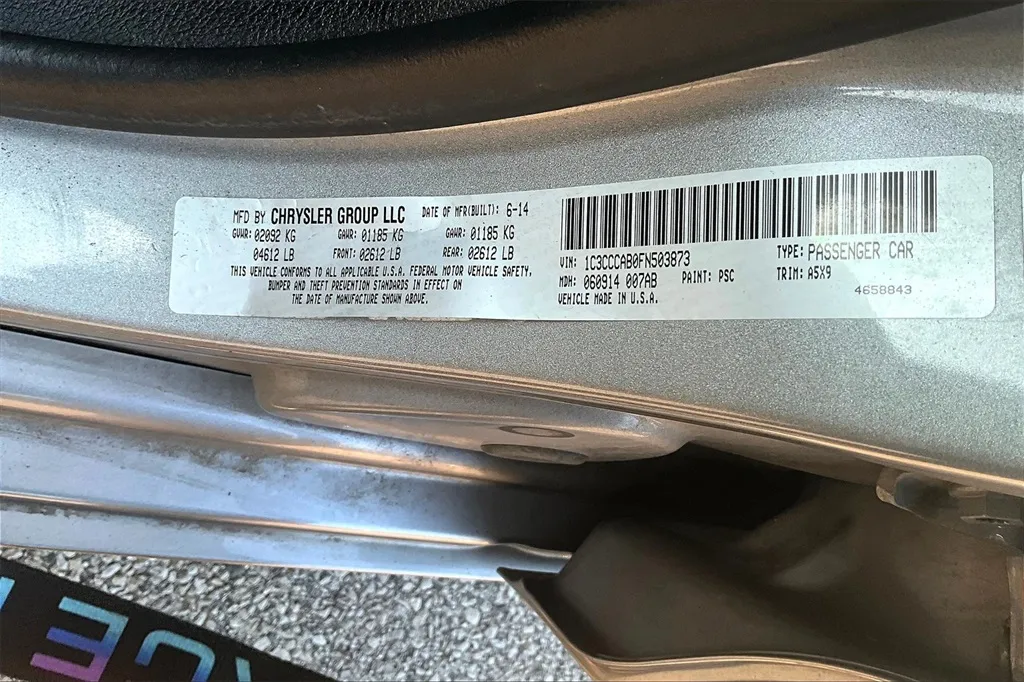 MFD BY CHRYSLER GROUP LLC DATE OF MFR(BUILT): 6-14
GVWR: 02092 KG GAWR: 01185 KG GAWR: 01185 KG
04612 LB FRONT: 02612 LB REAR: 02612 LB
THIS VEHICLE CONFORMS TO ALL APPLICABLE U.S.A. FEDERAL MOTOR VEHICLE SAFETY,
BUMPER AND THEFT PREVENTION STANDARDS IN EFFECT ON
THE DATE OF MANUFACTURE SHOWN ABOVE.
VIN: 1C3CCCAB0FN503873 TYPE: PASSENGER CAR
MDH: 060914 007AB PAINT: PSC TRIM: A5X9
VEHICLE MADE IN U.S.A.
4658843